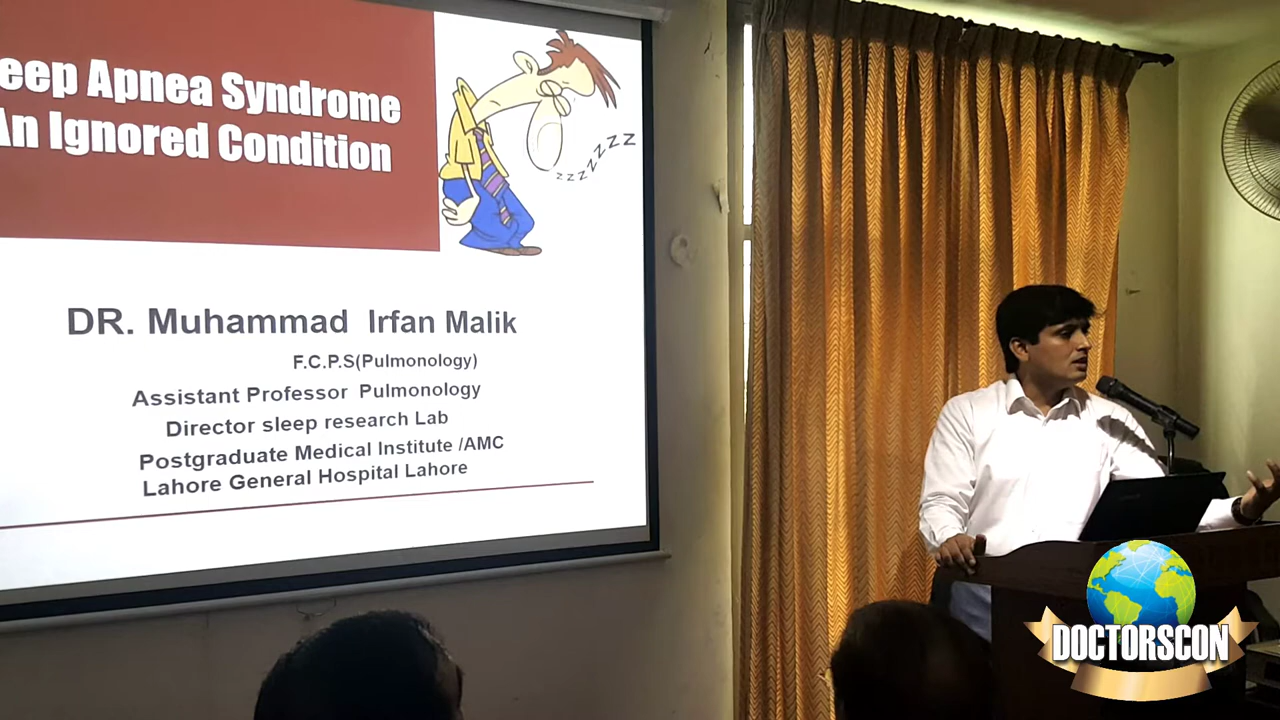 eep Apnea Syndrome
An Ignored Condition
zzzzzzz
DR. Muhammad Irfan Malik
F.C.P.S(Pulmonology)
Assistant Professor Pulmonology
Director sleep research Lab
Postgraduate Medical Institute /AMC
Lahore General Hospital Lahore
DOCTORSCON